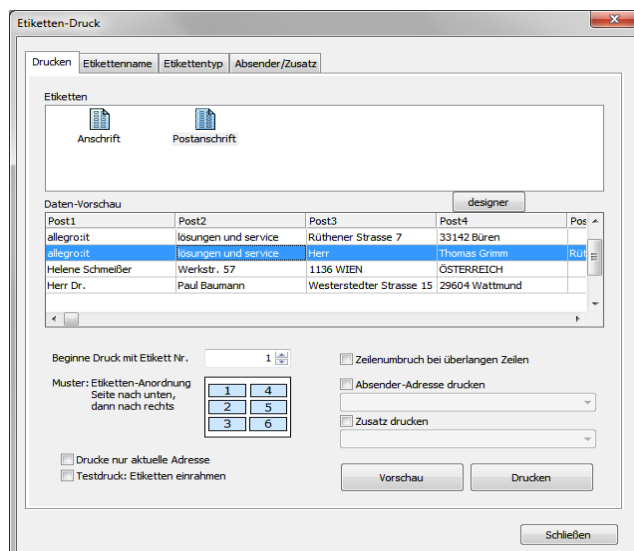 Etiketten-Druck
Drucken Etikettenname Etikettentyp Absender/Zusatz
Etiketten
Anschrift Postanschrift
Daten-Vorschau designer
Post1 Post2 Post3 Post4 Pos
allegro:it lösungen und service Rüthener Strasse 7 33142 Büren
allegro:it lösungen und service Herr Thomas Grimm Rüt
Helene Schmeißer Werkstr. 57 1136 WIEN ÖSTERREICH
Herr Dr. Paul Baumann Westerstedter Strasse 15 29604 Wattmund
Beginne Druck mit Etikett Nr. 1 Zeilenumbruch bei überlangen Zeilen
Muster: Etiketten-Anordnung Absender-Adresse drucken
Seite nach unten,
dann nach rechts
1 4
2 5
3 6
Zusatz drucken
Drucke nur aktuelle Adresse
Testdruck: Etiketten einrahmen
Vorschau Drucken
Schließen